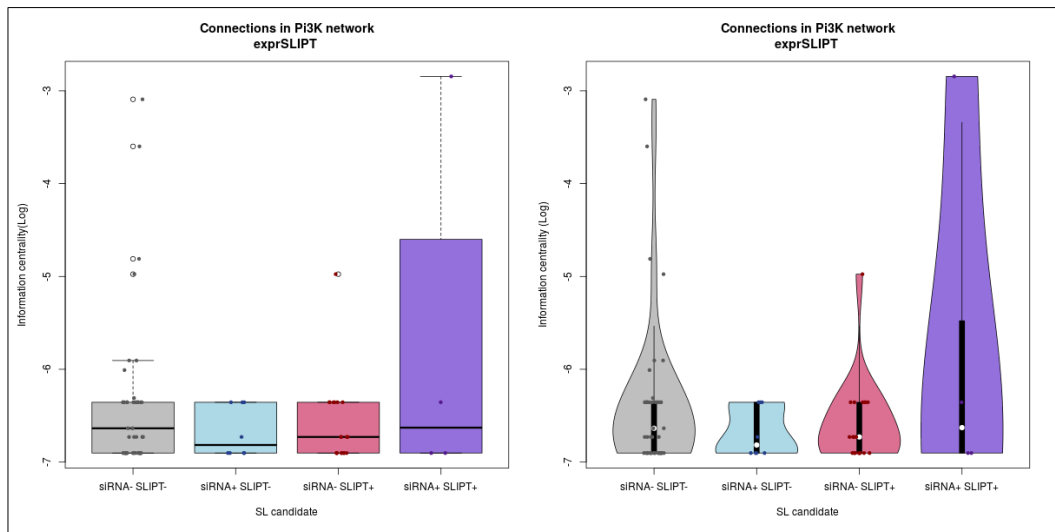 Connections in Pi3K network
exprSLIPT
Information centrality(Log)
-3
-4
-5
-6
-7
siRNA- SLIPT-
siRNA+ SLIPT-
siRNA- SLIPT+
siRNA+ SLIPT+
SL candidate
Connections in Pi3K network
exprSLIPT
Information centrality(Log)
-3
-4
-5
-6
-7
siRNA- SLIPT-
siRNA+ SLIPT-
siRNA- SLIPT+
siRNA+ SLIPT+
SL candidate